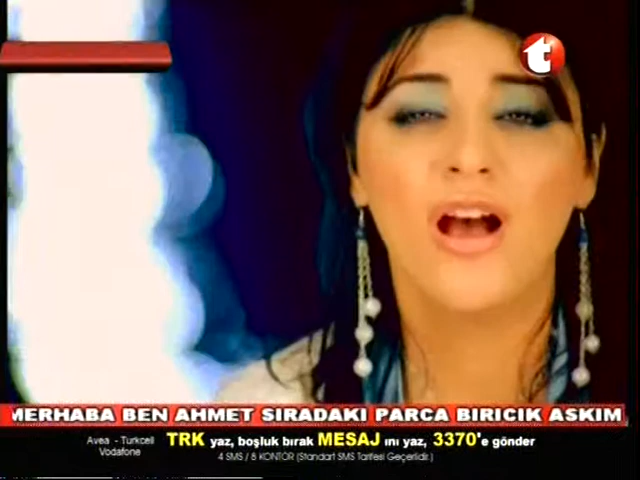 t
MERHABA BEN AHMET SIRADAKI PARCA BIRICIK ASKIM
Avea - Turkcell
Vodafone
TRK yaz, boşluk bırak MESAJ ını yaz, 3370'e gönder
4 SMS / 8 KONTÖR (Standart SMS Tarifesi Geçerlidir.)